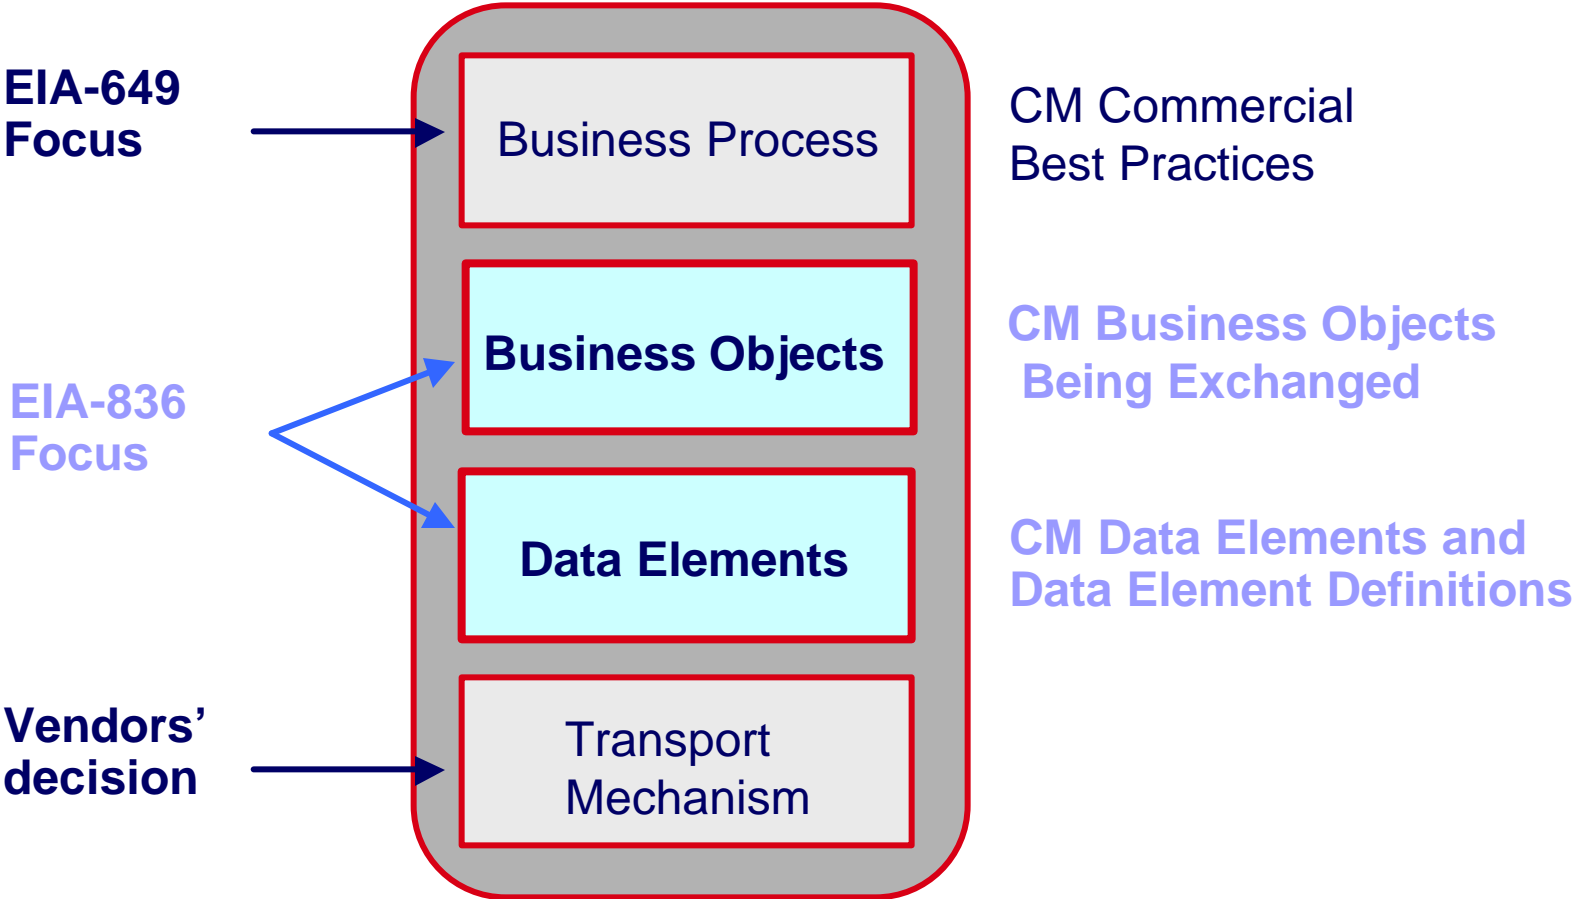 EIA-649
Focus
Business Process
CM Commercial
Best Practices
Business Objects
CM Business Objects
Being Exchanged
EIA-836
Focus
Data Elements
CM Data Elements and
Data Element Definitions
Vendors’
decision
Transport
Mechanism